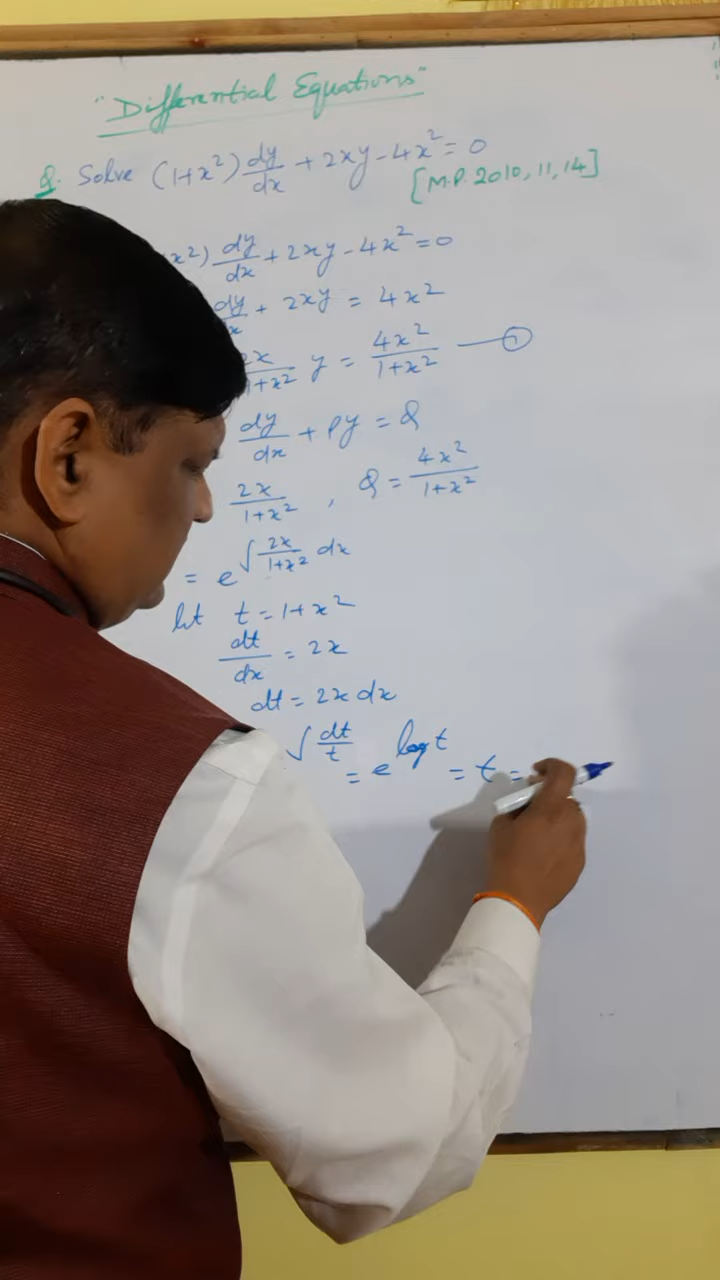 "Differential Equations"
Q. Solve (1+x²) dy/dx + 2xy - 4x² = 0
[M.P. 2010, 11, 14]
x²) dy/dx + 2xy - 4x² = 0
dy/dx + 2xy = 4x²
2x/1+x² y = 4x²/1+x² — ①
dy/dx + Py = Q
2x/1+x² , Q = 4x²/1+x²
= e^∫ 2x/1+x² dx
let t = 1+x²
dt/dx = 2x
dt = 2x dx
∫ dt/t = e^log t = t =